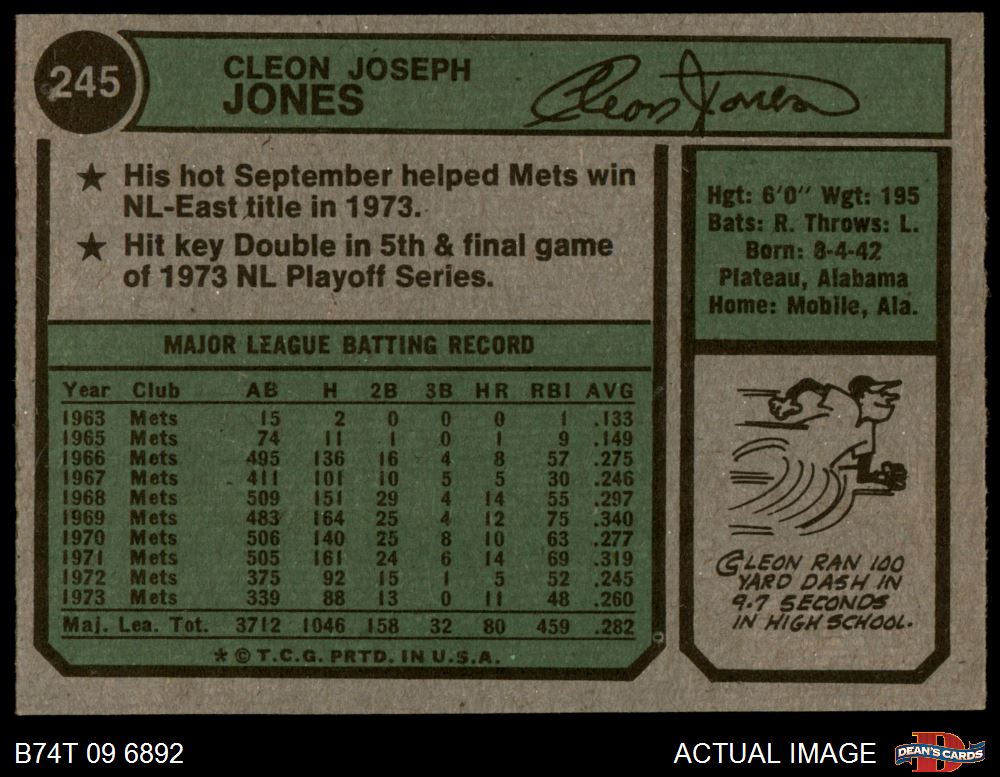 245
CLEON JOSEPH
JONES
Cleon Jones
★ His hot September helped Mets win
NL-East title in 1973.
★ Hit key Double in 5th & final game
of 1973 NL Playoff Series.
Hgt: 6'0" Wgt: 195
Bats: R. Throws: L.
Born: 8-4-42
Plateau, Alabama
Home: Mobile, Ala.
MAJOR LEAGUE BATTING RECORD
Year Club AB H 2B 3B HR RBI AVG
1963 Mets 15 2 0 0 0 1 .133
1965 Mets 74 11 1 0 1 9 .149
1966 Mets 495 136 16 4 8 57 .275
1967 Mets 411 101 10 5 5 30 .246
1968 Mets 509 151 29 4 14 55 .297
1969 Mets 483 164 25 4 12 75 .340
1970 Mets 506 140 25 8 10 63 .277
1971 Mets 505 161 24 6 14 69 .319
1972 Mets 375 92 15 1 5 52 .245
1973 Mets 339 88 13 0 11 48 .260
Maj. Lea. Tot. 3712 1046 158 32 80 459 .282
* © T.C.G. PRTD. IN U.S.A.
CLEON RAN 100
YARD DASH IN
9.7 SECONDS
IN HIGH SCHOOL.
B74T 09 6892
ACTUAL IMAGE
D
DEAN'S CARDS